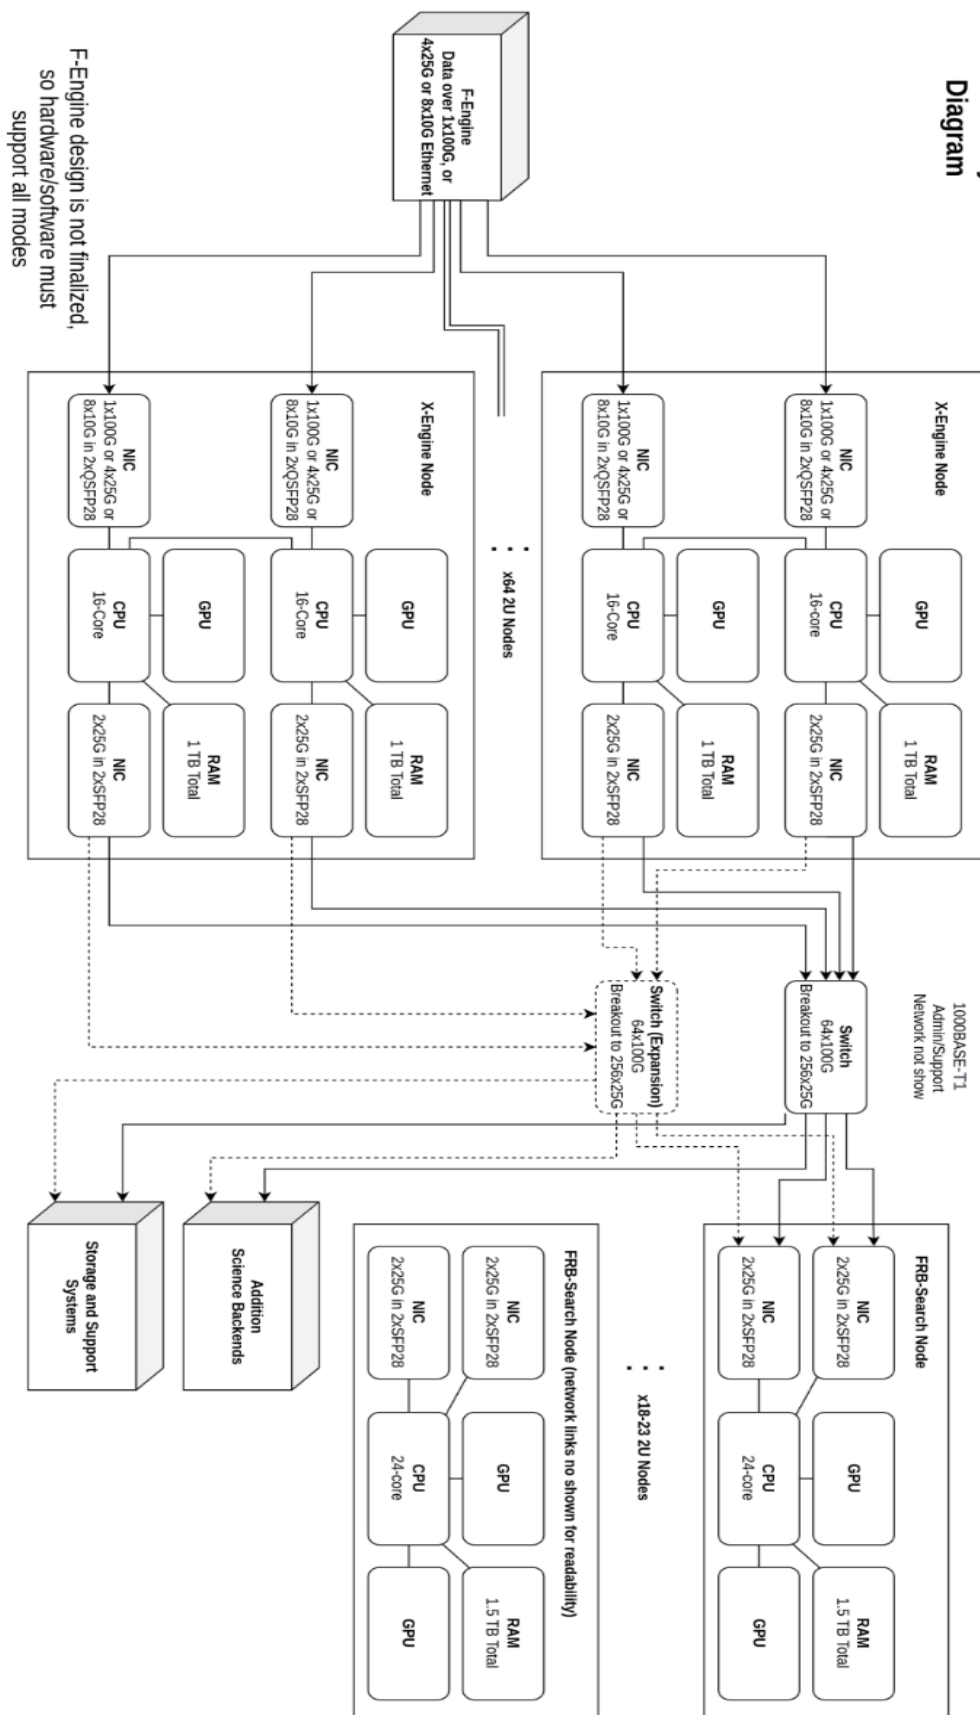 Diagram
F-Engine
Data over 1x100G, or
4x25G or 8x10G Ethernet
F-Engine design is not finalized,
so hardware/software must
support all modes
X-Engine Node
NIC
1x100G or 4x25G or
8x10G in 2xQSFP28
GPU
CPU
16-core
RAM
1 TB Total
NIC
2x25G in 2xSFP28
NIC
1x100G or 4x25G or
8x10G in 2xQSFP28
GPU
CPU
16-Core
RAM
1 TB Total
NIC
2x25G in 2xSFP28
x64 2U Nodes
X-Engine Node
NIC
1x100G or 4x25G or
8x10G in 2xQSFP28
GPU
CPU
16-Core
RAM
1 TB Total
NIC
2x25G in 2xSFP28
NIC
1x100G or 4x25G or
8x10G in 2xQSFP28
GPU
CPU
16-Core
RAM
1 TB Total
NIC
2x25G in 2xSFP28
1000BASE-T1
Admin/Support
Network not show
Switch
64x100G
Breakout to 256x25G
Switch (Expansion)
64x100G
Breakout to 256x25G
FRB-Search Node
NIC
2x25G in 2xSFP28
NIC
2x25G in 2xSFP28
GPU
CPU
24-core
RAM
1.5 TB Total
GPU
x18-23 2U Nodes
FRB-Search Node (network links no shown for readability)
NIC
2x25G in 2xSFP28
NIC
2x25G in 2xSFP28
GPU
CPU
24-core
RAM
1.5 TB Total
GPU
Addition
Science Backends
Storage and Support
Systems